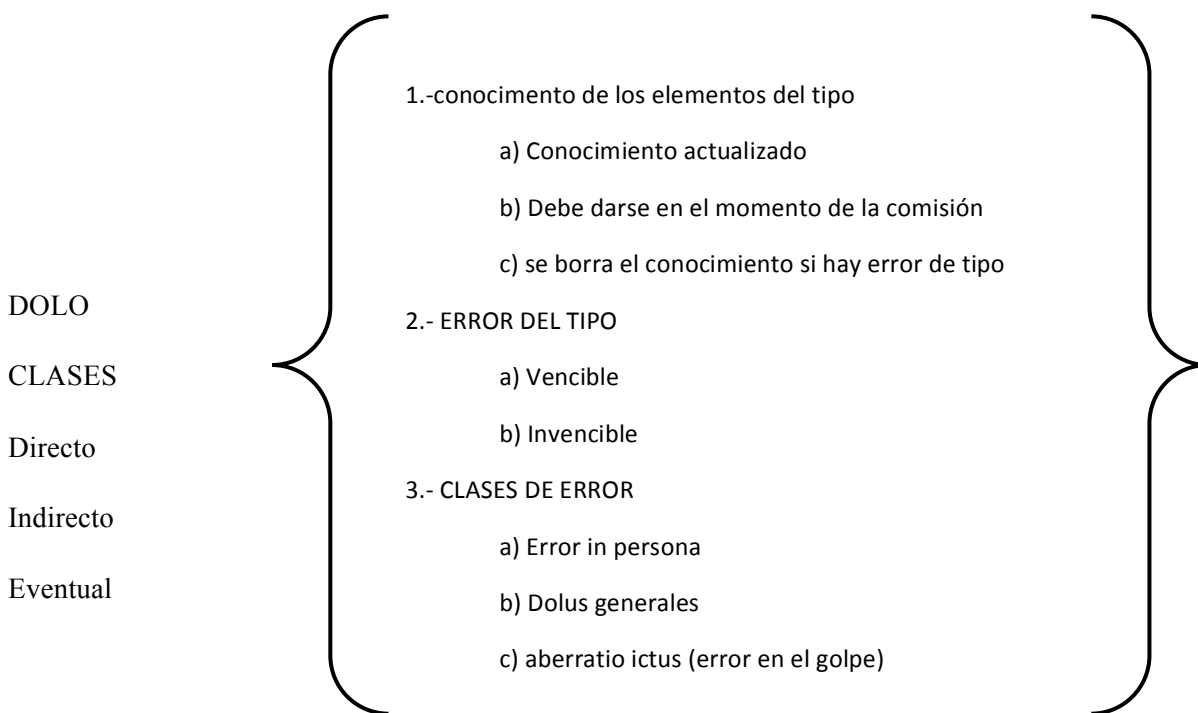 DOLO
CLASES
Directo
Indirecto
Eventual
1.-conocimento de los elementos del tipo
a) Conocimiento actualizado
b) Debe darse en el momento de la comisión
c) se borra el conocimiento si hay error de tipo
2.- ERROR DEL TIPO
a) Vencible
b) Invencible
3.- CLASES DE ERROR
a) Error in persona
b) Dolus generales
c) aberratio ictus (error en el golpe)